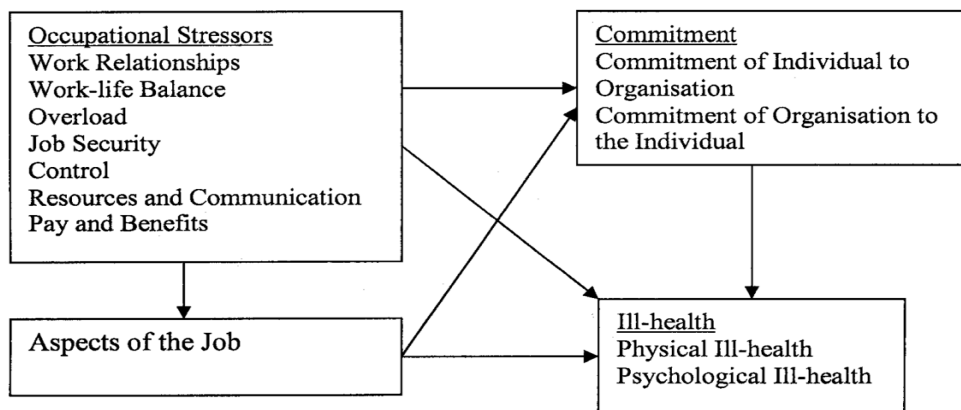 Occupational Stressors
Work Relationships
Work-life Balance
Overload
Job Security
Control
Resources and Communication
Pay and Benefits
Commitment
Commitment of Individual to
Organisation
Commitment of Organisation to
the Individual
Aspects of the Job
Ill-health
Physical Ill-health
Psychological Ill-health